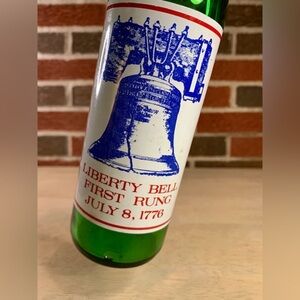 LIBERTY BELL
FIRST RUNG
JULY 8, 1776